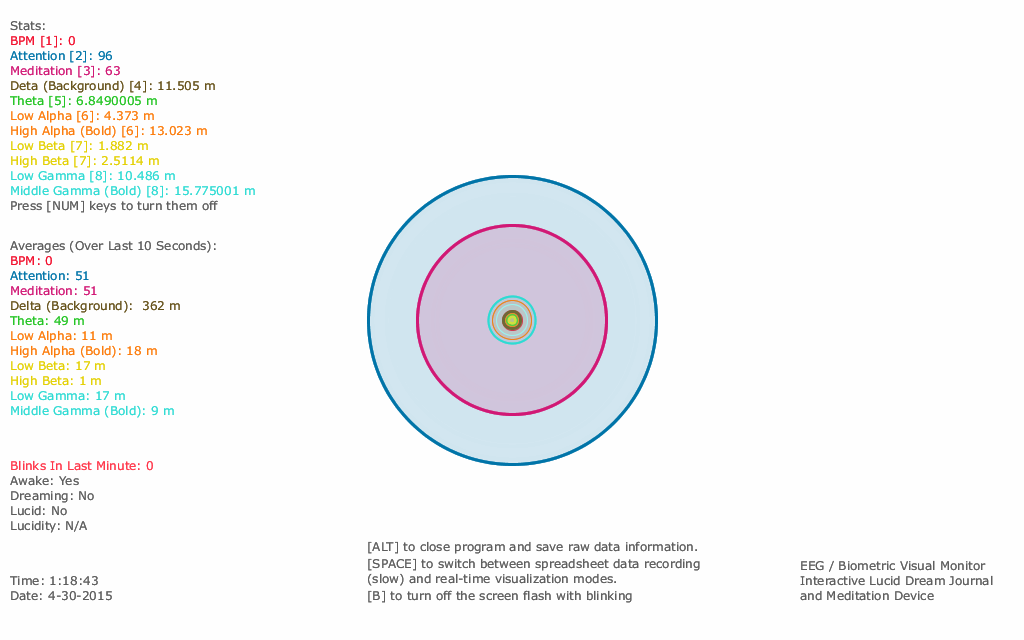 Stats:
BPM [1]: 0
Attention [2]: 96
Meditation [3]: 63
Deta (Background) [4]: 11.505 m
Theta [5]: 6.8490005 m
Low Alpha [6]: 4.373 m
High Alpha (Bold) [6]: 13.023 m
Low Beta [7]: 1.882 m
High Beta [7]: 2.5114 m
Low Gamma [8]: 10.486 m
Middle Gamma (Bold) [8]: 15.775001 m
Press [NUM] keys to turn them off
Averages (Over Last 10 Seconds):
BPM: 0
Attention: 51
Meditation: 51
Delta (Background):  362 m
Theta: 49 m
Low Alpha: 11 m
High Alpha (Bold): 18 m
Low Beta: 17 m
High Beta: 1 m
Low Gamma: 17 m
Middle Gamma (Bold): 9 m
Blinks In Last Minute: 0
Awake: Yes
Dreaming: No
Lucid: No
Lucidity: N/A
Time: 1:18:43
Date: 4-30-2015
[ALT] to close program and save raw data information.
[SPACE] to switch between spreadsheet data recording
(slow) and real-time visualization modes.
[B] to turn off the screen flash with blinking
EEG / Biometric Visual Monitor
Interactive Lucid Dream Journal
and Meditation Device